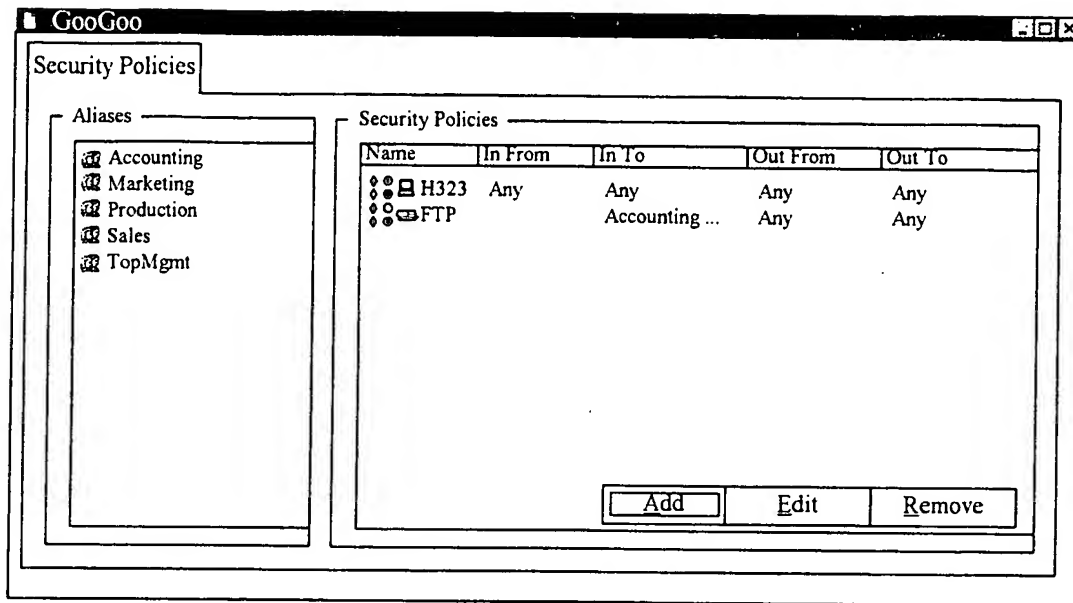 GooGoo
Security Policies
Aliases
Accounting
Marketing
Production
Sales
TopMgmt
Security Policies
Name In From In To Out From Out To
H323 Any Any Any Any
FTP Accounting ... Any Any
Add Edit Remove